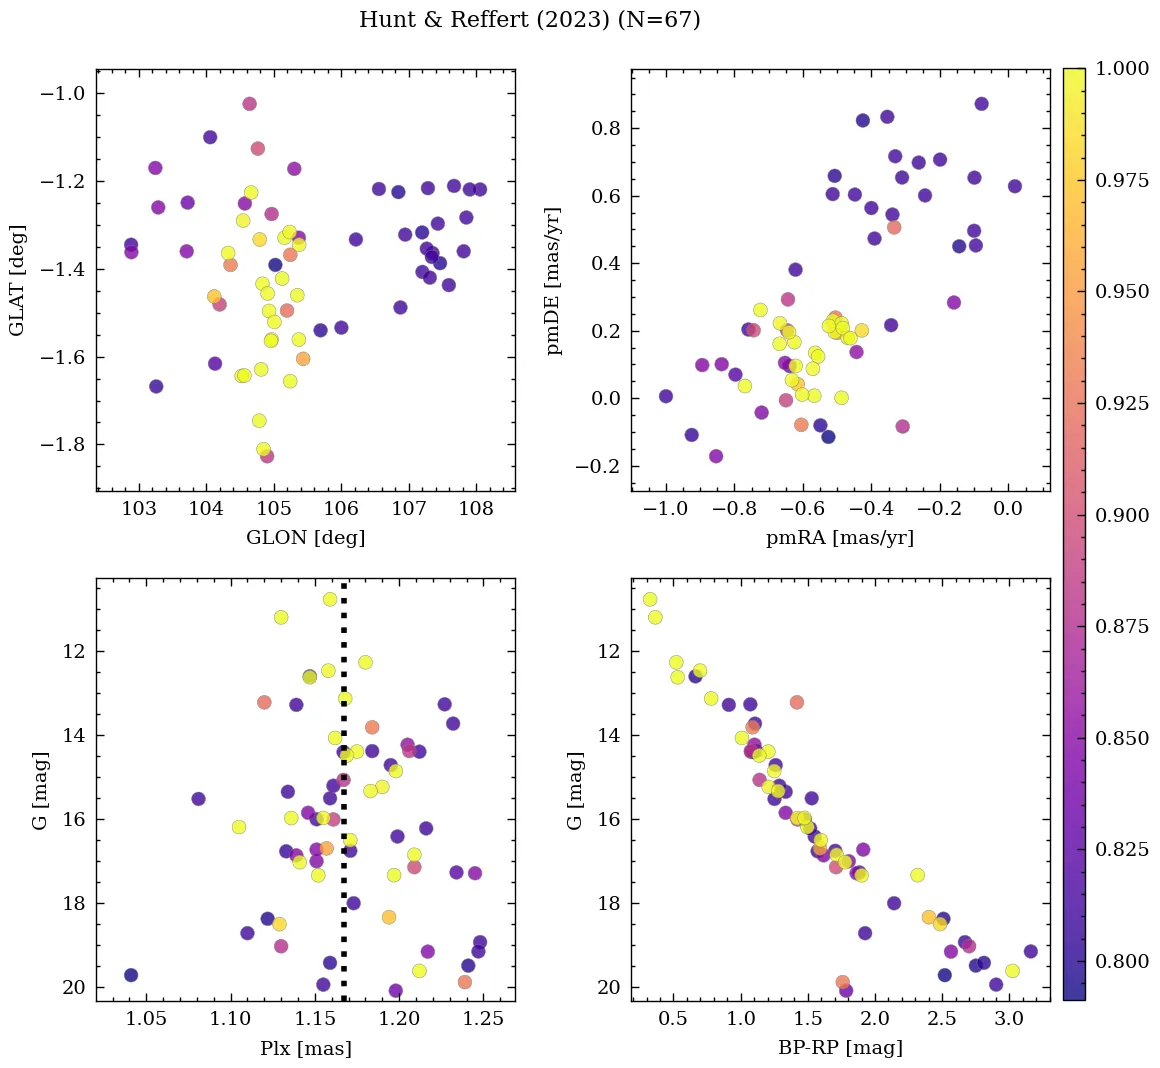 Hunt & Reffert (2023) (N=67)
−1.0
−1.2
−1.4
−1.6
−1.8
GLAT [deg]
103 104 105 106 107 108
GLON [deg]
0.8
0.6
0.4
0.2
0.0
−0.2
pmDE [mas/yr]
−1.0 −0.8 −0.6 −0.4 −0.2 0.0
pmRA [mas/yr]
12
14
16
18
20
G [mag]
1.05 1.10 1.15 1.20 1.25
Plx [mas]
12
14
16
18
20
G [mag]
0.5 1.0 1.5 2.0 2.5 3.0
BP-RP [mag]
1.000
0.975
0.950
0.925
0.900
0.875
0.850
0.825
0.800